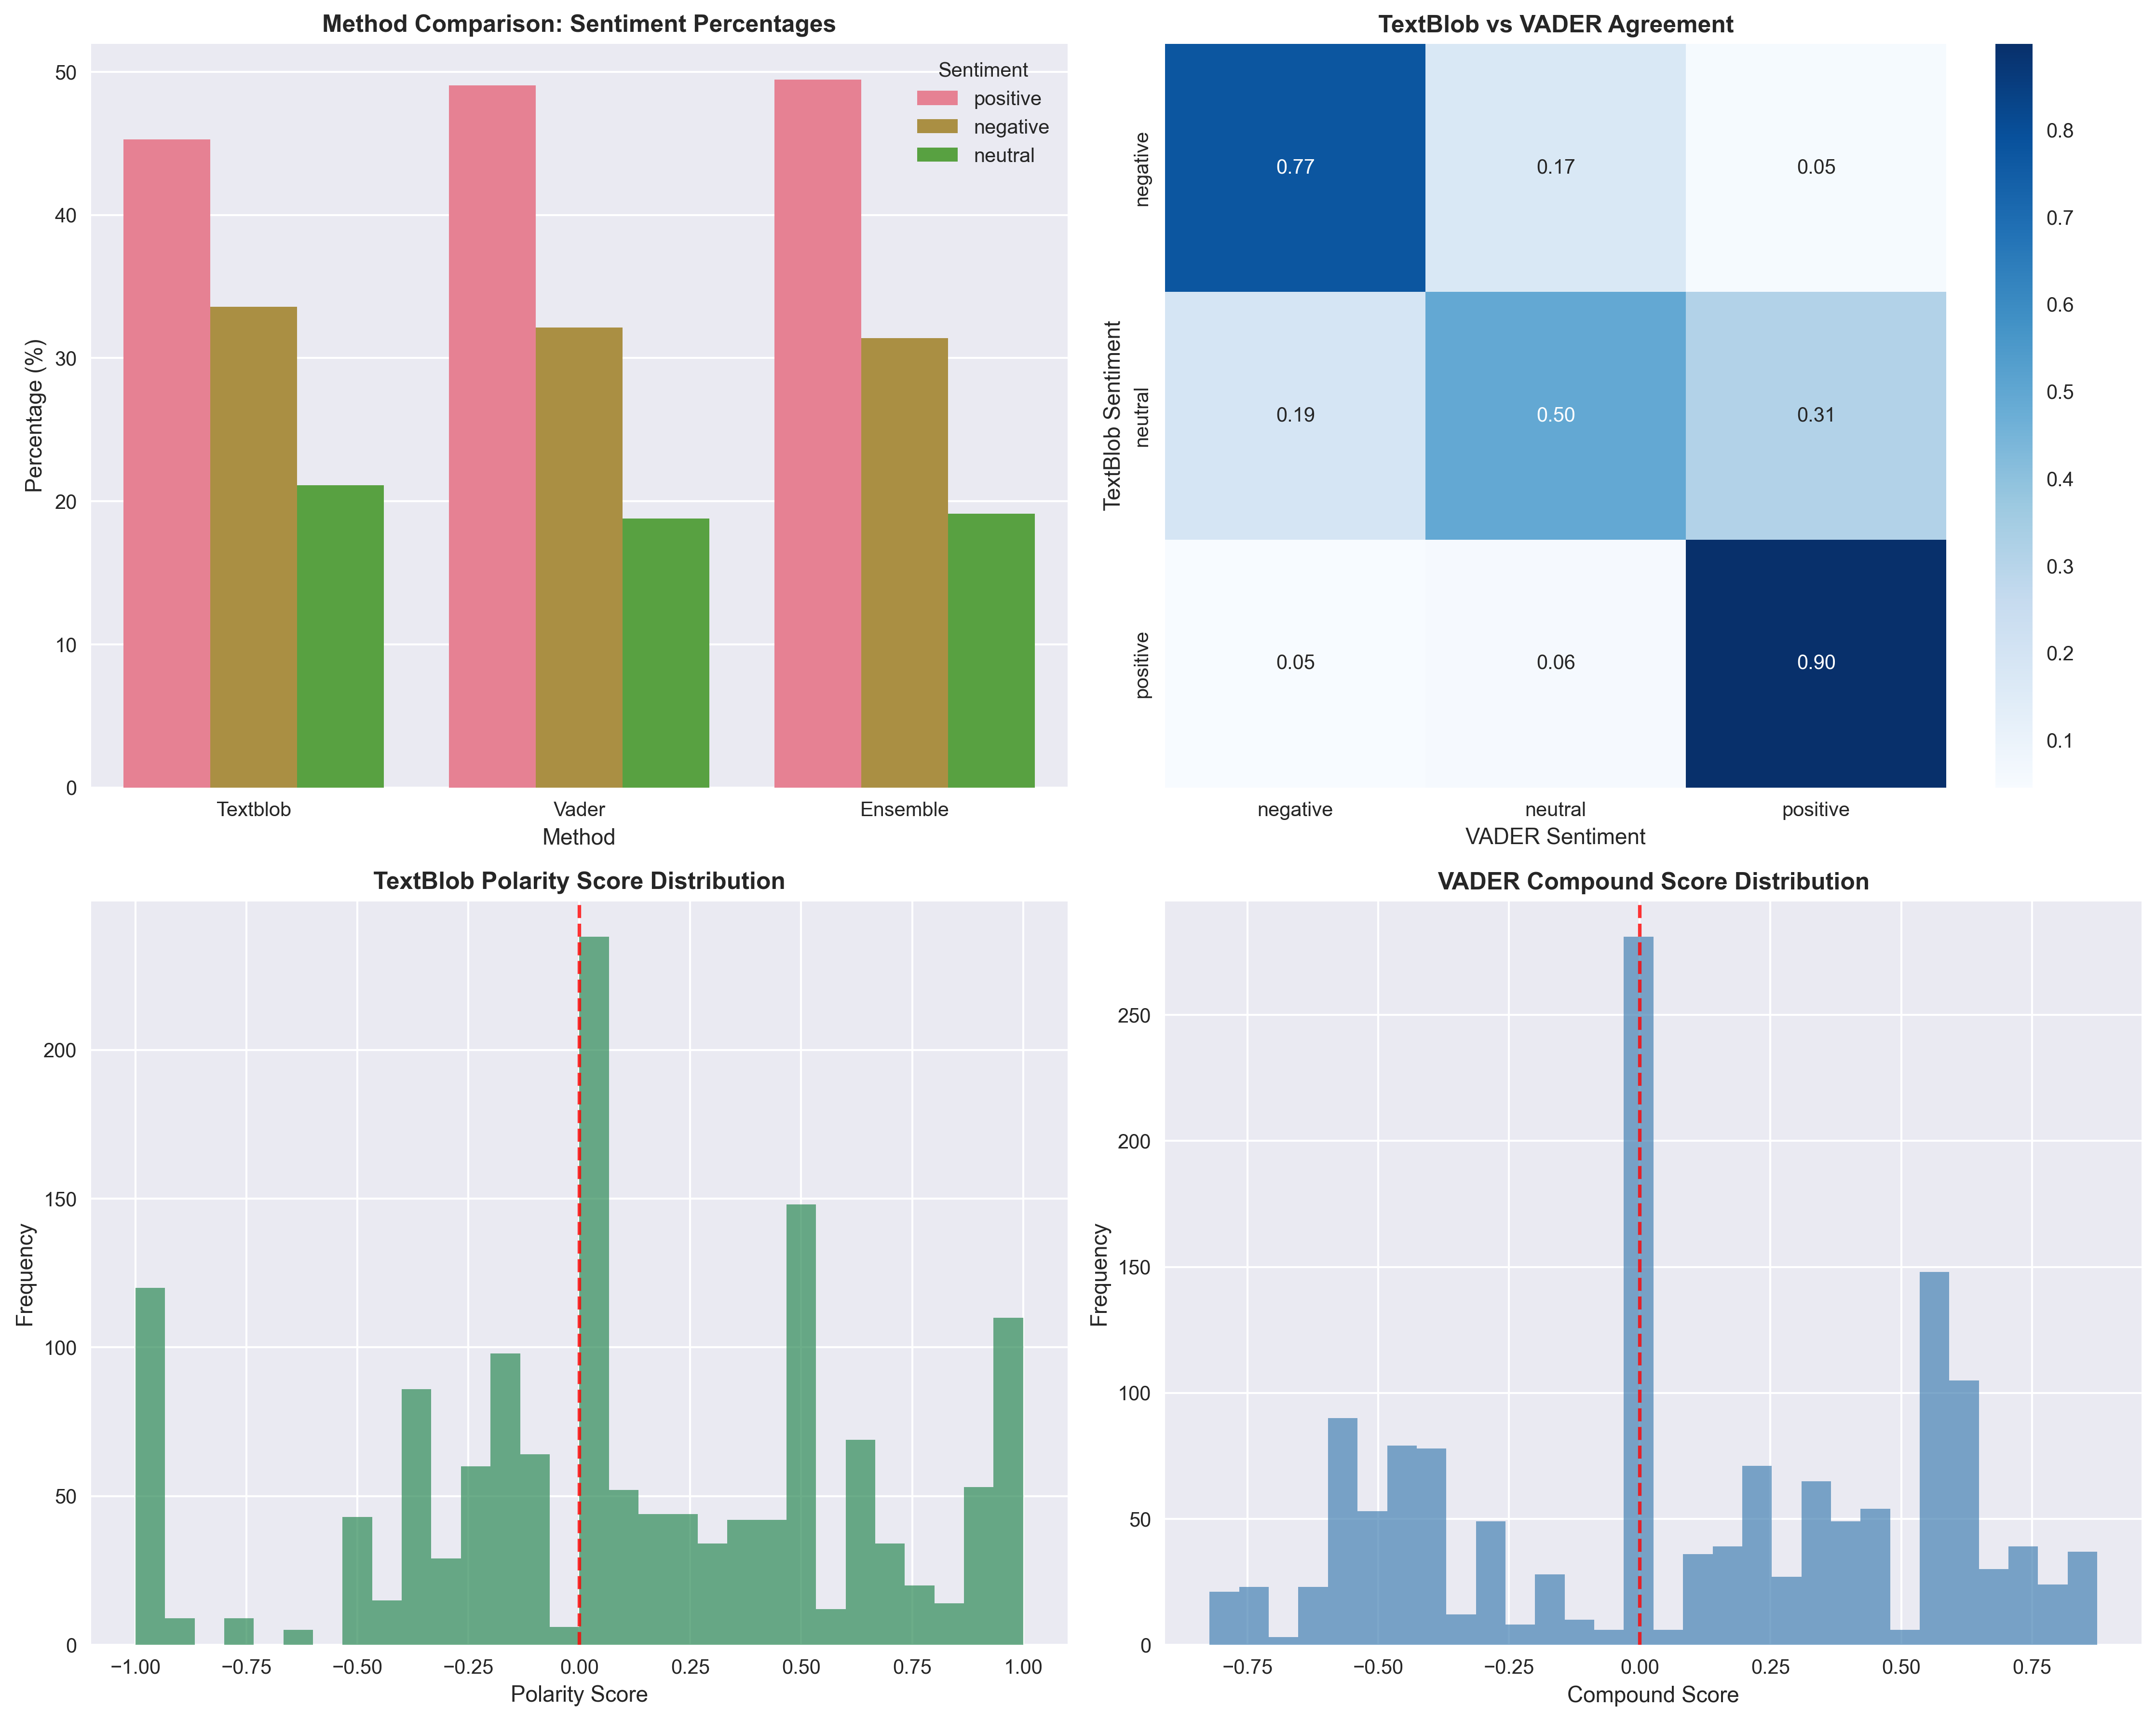 Method Comparison: Sentiment Percentages
50
40
30
20
10
0
Percentage (%)
Sentiment
positive
negative
neutral
Textblob Vader Ensemble
Method
TextBlob vs VADER Agreement
TextBlob Sentiment
negative
0.77 0.17 0.05
neutral
0.19 0.50 0.31
positive
0.05 0.06 0.90
negative neutral positive
VADER Sentiment
0.8
0.7
0.6
0.5
0.4
0.3
0.2
0.1
TextBlob Polarity Score Distribution
Frequency
200
150
100
50
0
−1.00 −0.75 −0.50 −0.25 0.00 0.25 0.50 0.75 1.00
Polarity Score
VADER Compound Score Distribution
Frequency
250
200
150
100
50
0
−0.75 −0.50 −0.25 0.00 0.25 0.50 0.75
Compound Score